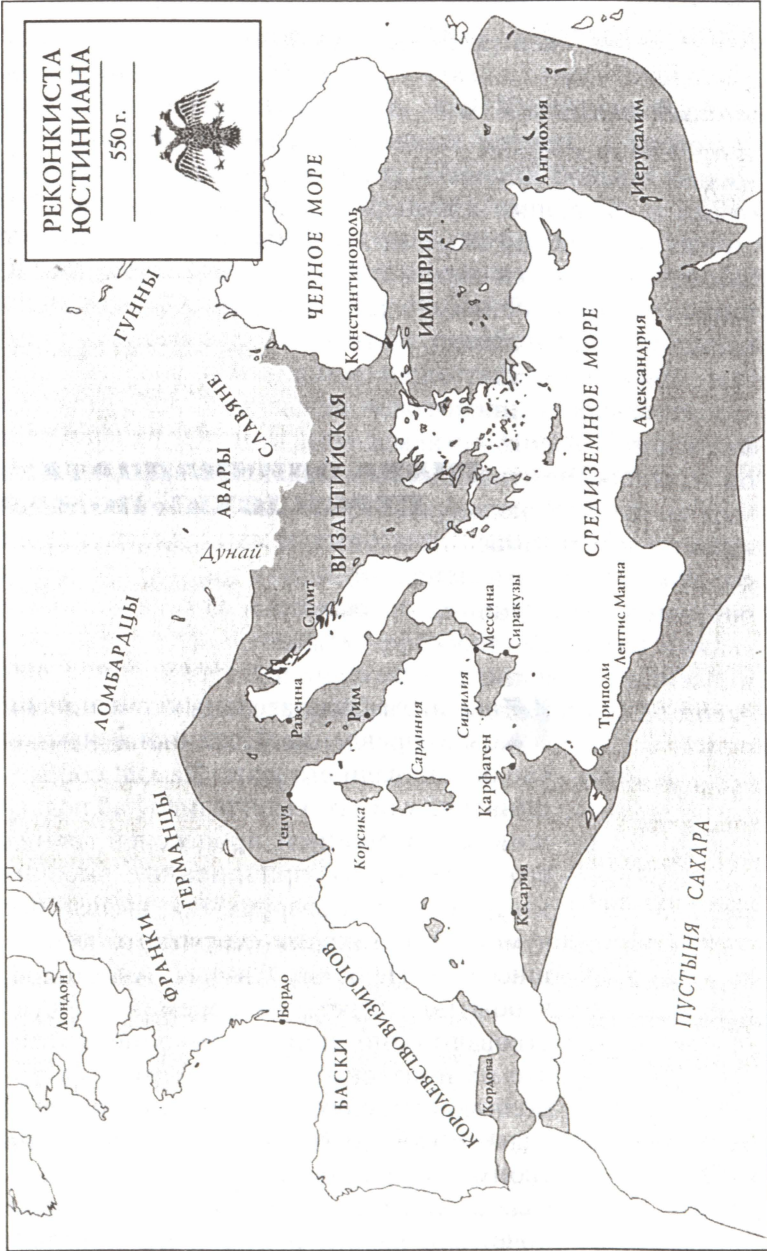 РЕКОНКИСТА
ЮСТИНИАНА
550 г.
Лондон
ФРАНКИ
ГЕРМАНЦЫ
ЛОМБАРДЦЫ
АВАРЫ
СЛАВЯНЕ
ГУННЫ
Дунай
Бордо
БАСКИ
КОРОЛЕВСТВО ВИЗИГОТОВ
Кордова
Генуя
Равенна
Сплит
Рим
Корсика
Сардиния
Сицилия
Мессина
Сиракузы
ВИЗАНТИЙСКАЯ
ИМПЕРИЯ
Константинополь
ЧЕРНОЕ МОРЕ
Антиохия
Иерусалим
СРЕДИЗЕМНОЕ МОРЕ
Александрия
Карфаген
Кесария
Триполи
Лептис Магна
ПУСТЫНЯ САХАРА